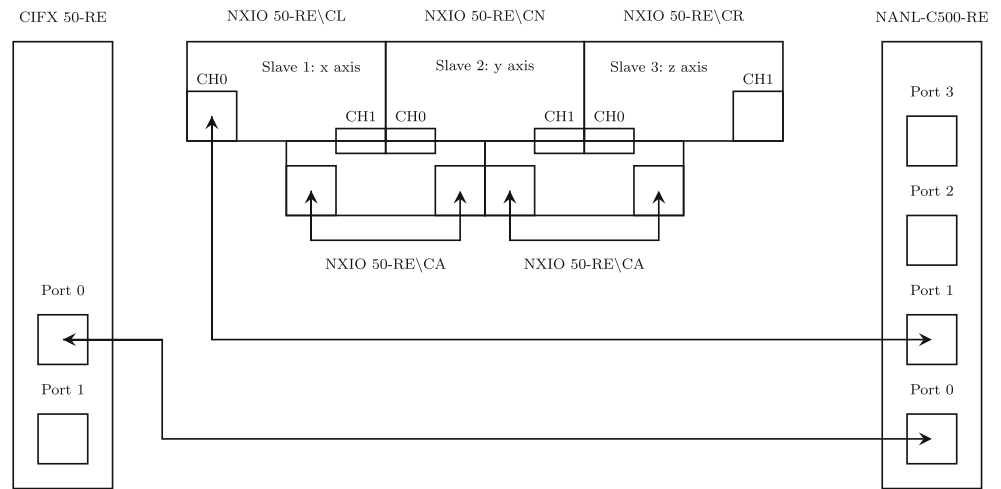 CIFX 50-RE
NXIO 50-RE\CL
NXIO 50-RE\CN
NXIO 50-RE\CR
NANL-C500-RE
Slave 1: x axis
Slave 2: y axis
Slave 3: z axis
CH0
CH1
Port 3
CH1
CH0
CH1
CH0
Port 2
NXIO 50-RE\CA
NXIO 50-RE\CA
Port 0
Port 1
Port 1
Port 0